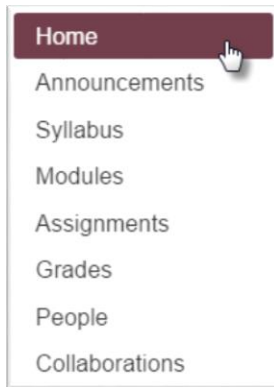 Home
Announcements
Syllabus
Modules
Assignments
Grades
People
Collaborations